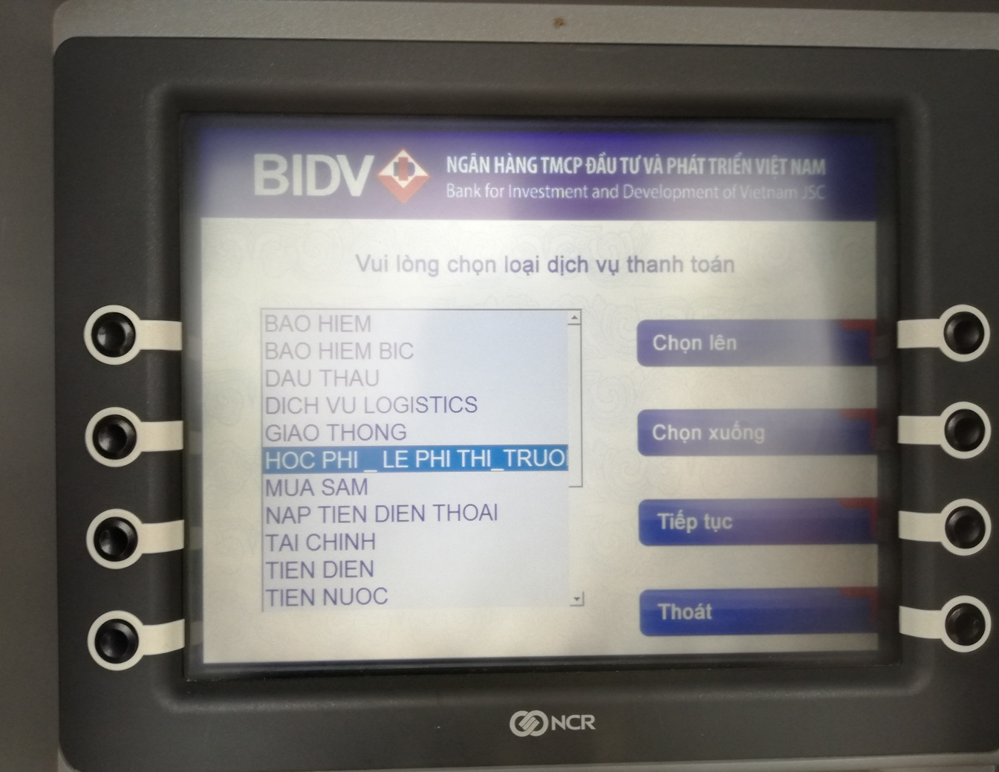 BIDV
NGÂN HÀNG TMCP ĐẦU TƯ VÀ PHÁT TRIỂN VIỆT NAM
Bank for Investment and Development of Vietnam JSC
Vui lòng chọn loại dịch vụ thanh toán
BAO HIEM
BAO HIEM BIC
DAU THAU
DICH VU LOGISTICS
GIAO THONG
HOC PHI _ LE PHI THI_TRUO
MUA SAM
NAP TIEN DIEN THOAI
TAI CHINH
TIEN DIEN
TIEN NUOC
Chọn lên
Chọn xuống
Tiếp tục
Thoát
NCR